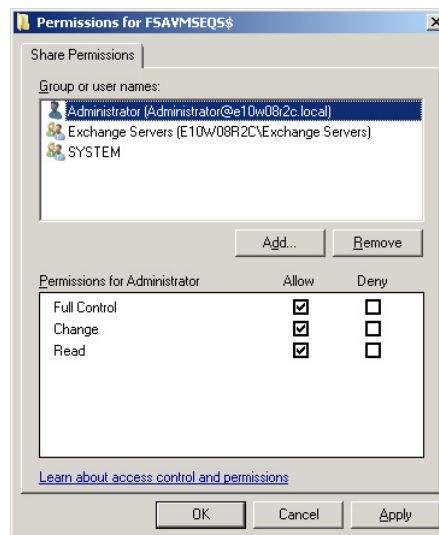 Permissions for FSAVMSEQS$
Share Permissions
Group or user names:
Administrator (Administrator@e10w08r2c.local)
Exchange Servers (E10W08R2C\Exchange Servers)
SYSTEM
Add... Remove
Permissions for Administrator Allow Deny
Full Control
Change
Read
Learn about access control and permissions
OK Cancel Apply